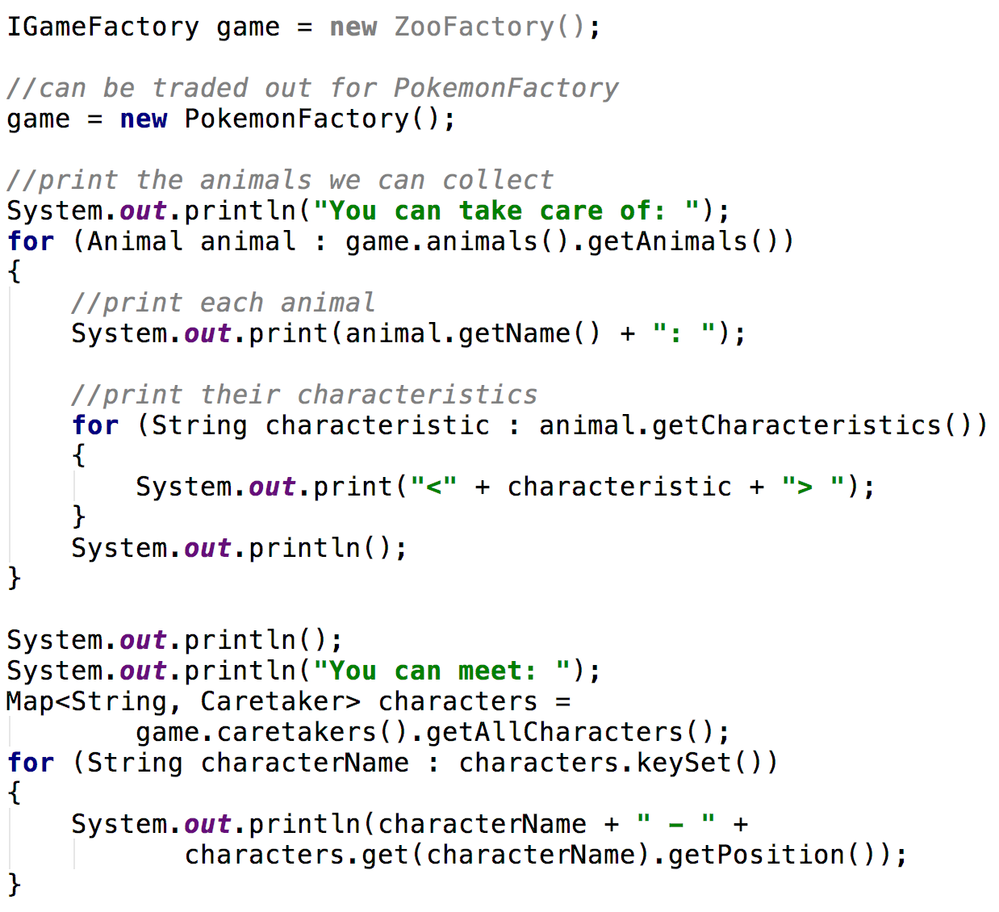 IGameFactory game = new ZooFactory();

//can be traded out for PokemonFactory
game = new PokemonFactory();

//print the animals we can collect
System.out.println("You can take care of: ");
for (Animal animal : game.animals().getAnimals())
{
    //print each animal
    System.out.print(animal.getName() + ": ");

    //print their characteristics
    for (String characteristic : animal.getCharacteristics())
    {
        System.out.print("<" + characteristic + "> ");
    }
    System.out.println();
}

System.out.println();
System.out.println("You can meet: ");
Map<String, Caretaker> characters =
        game.caretakers().getAllCharacters();
for (String characterName : characters.keySet())
{
    System.out.println(characterName + " – " +
           characters.get(characterName).getPosition());
}